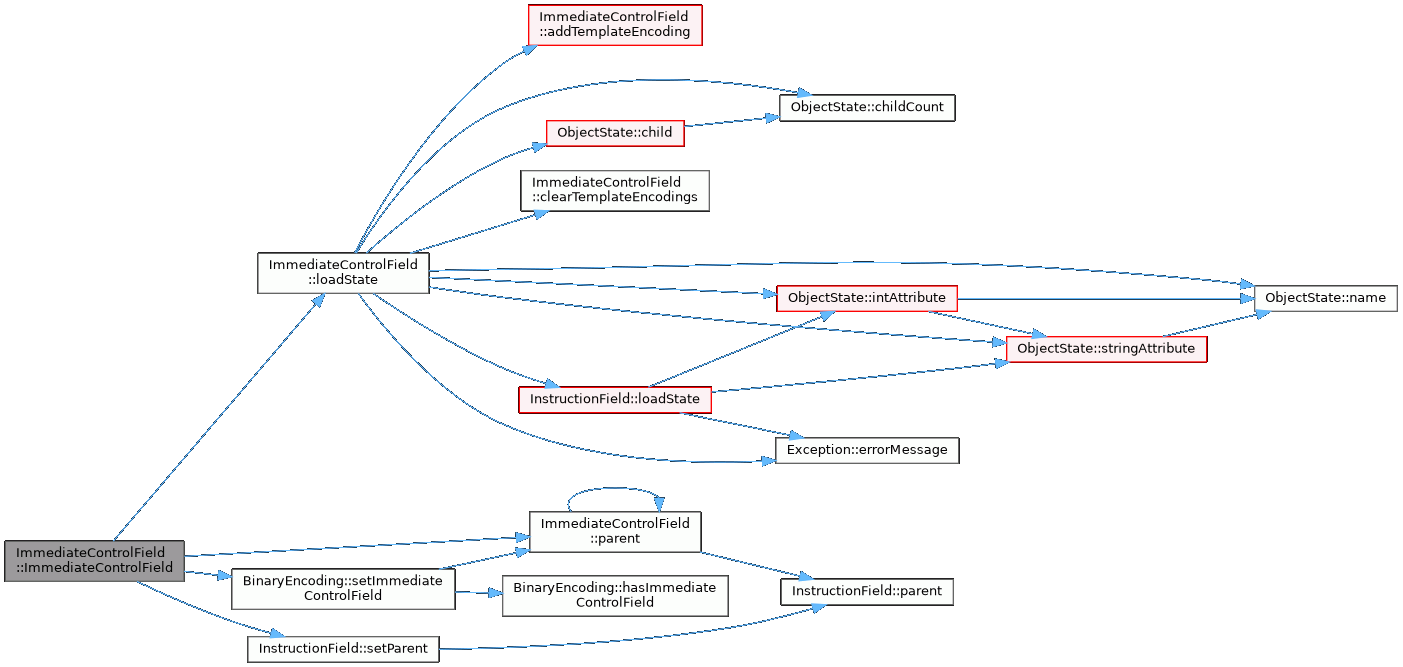 ImmediateControlField
::addTemplateEncoding
ObjectState::childCount
ObjectState::child
ImmediateControlField
::clearTemplateEncodings
ImmediateControlField
::loadState
ObjectState::intAttribute
ObjectState::name
ObjectState::stringAttribute
InstructionField::loadState
Exception::errorMessage
ImmediateControlField
::parent
ImmediateControlField
::ImmediateControlField
BinaryEncoding::setImmediate
ControlField
BinaryEncoding::hasImmediate
ControlField
InstructionField::parent
InstructionField::setParent